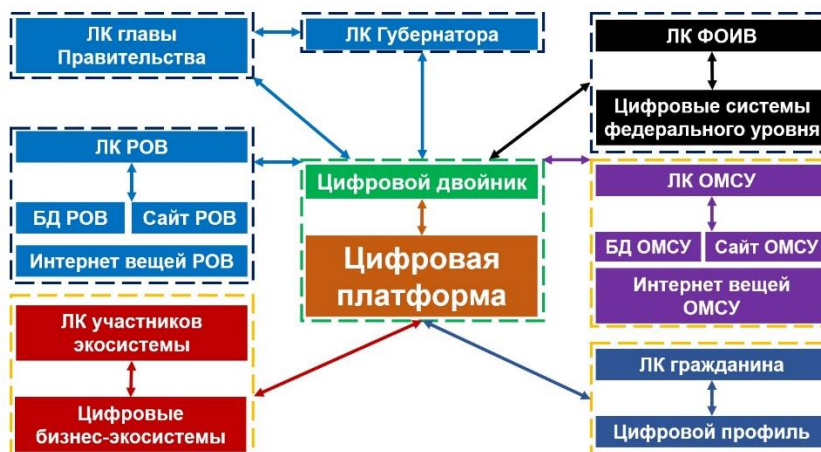 ЛК главы
Правительства
ЛК Губернатора
ЛК ФОИВ
Цифровые системы
федерального уровня
ЛК РОВ
БД РОВ
Сайт РОВ
Интернет вещей РОВ
Цифровой двойник
Цифровая
платформа
ЛК ОМСУ
БД ОМСУ
Сайт ОМСУ
Интернет вещей
ОМСУ
ЛК участников
экосистемы
Цифровые
бизнес-экосистемы
ЛК гражданина
Цифровой профиль